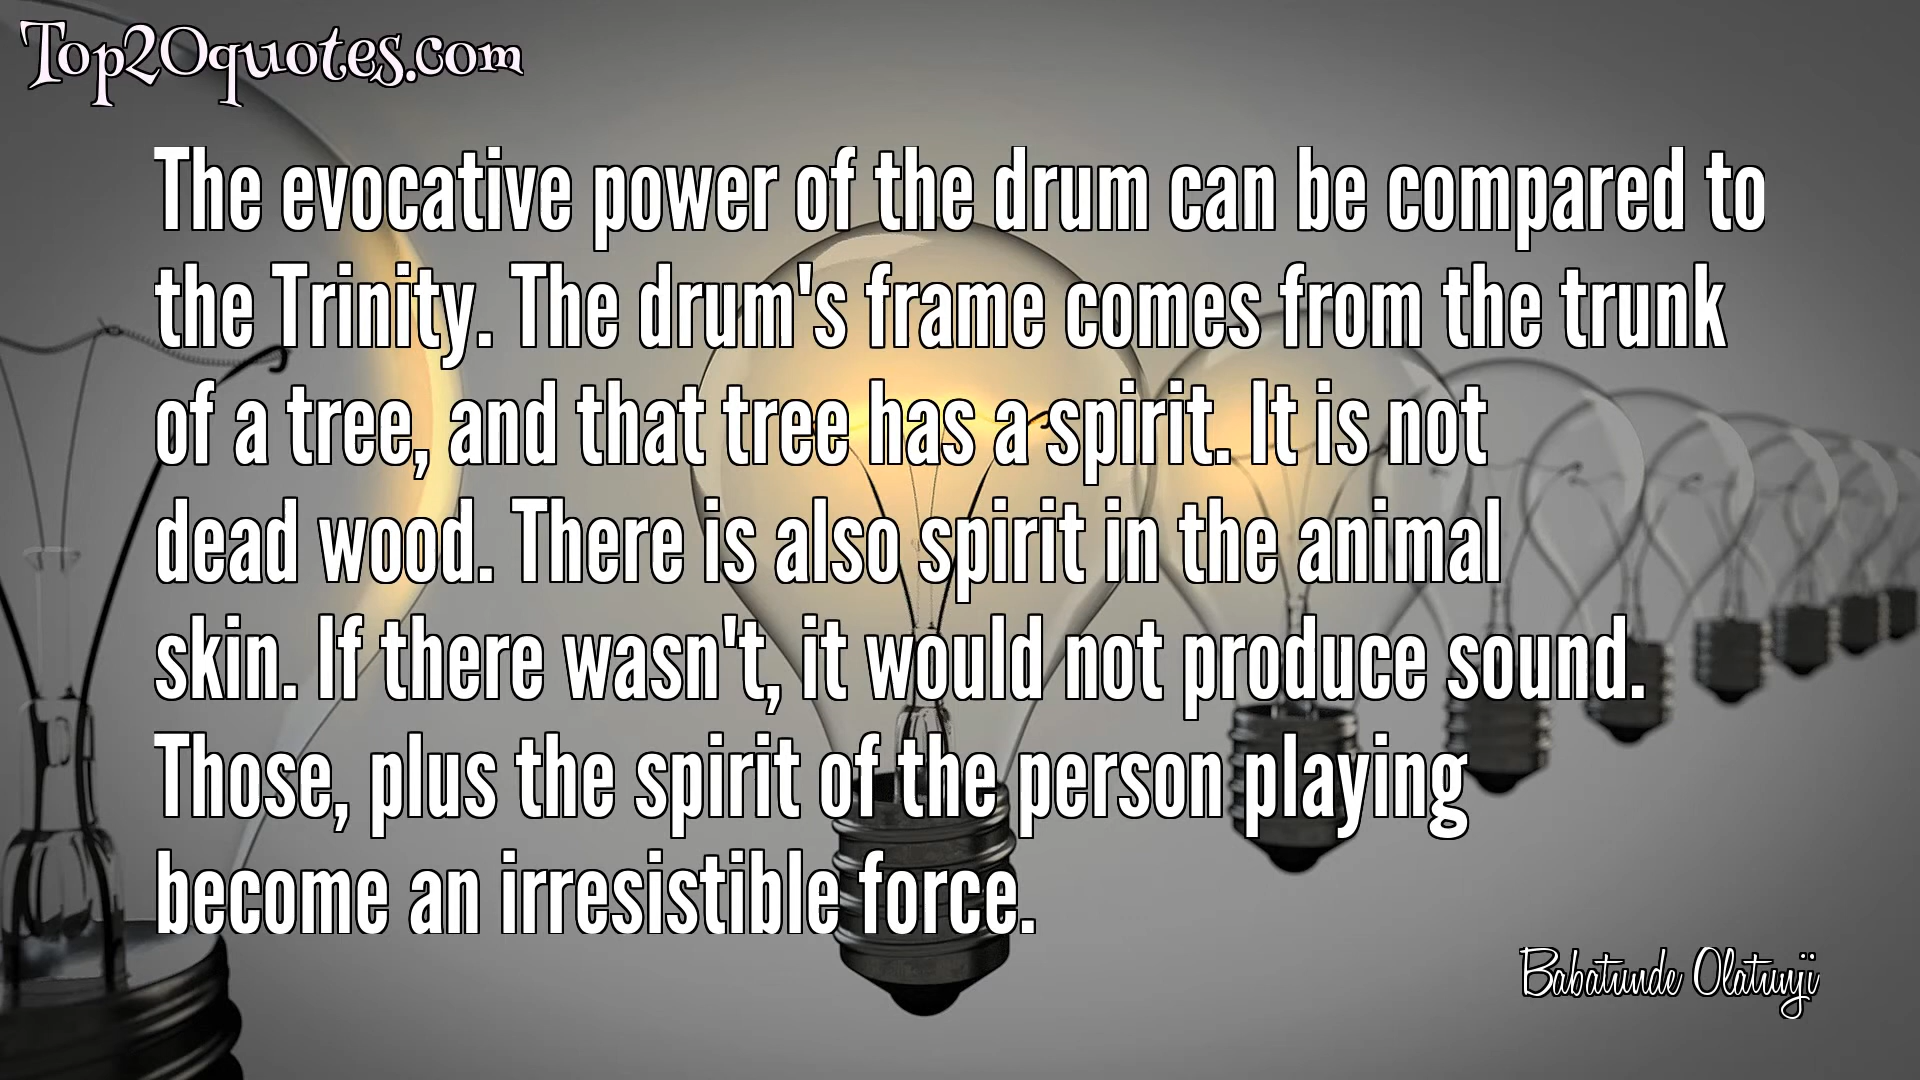 Top20quotes.com
The evocative power of the drum can be compared to
the Trinity. The drum's frame comes from the trunk
of a tree, and that tree has a spirit. It is not
dead wood. There is also spirit in the animal
skin. If there wasn't, it would not produce sound.
Those, plus the spirit of the person playing
become an irresistible force.
Babatunde Olatunji